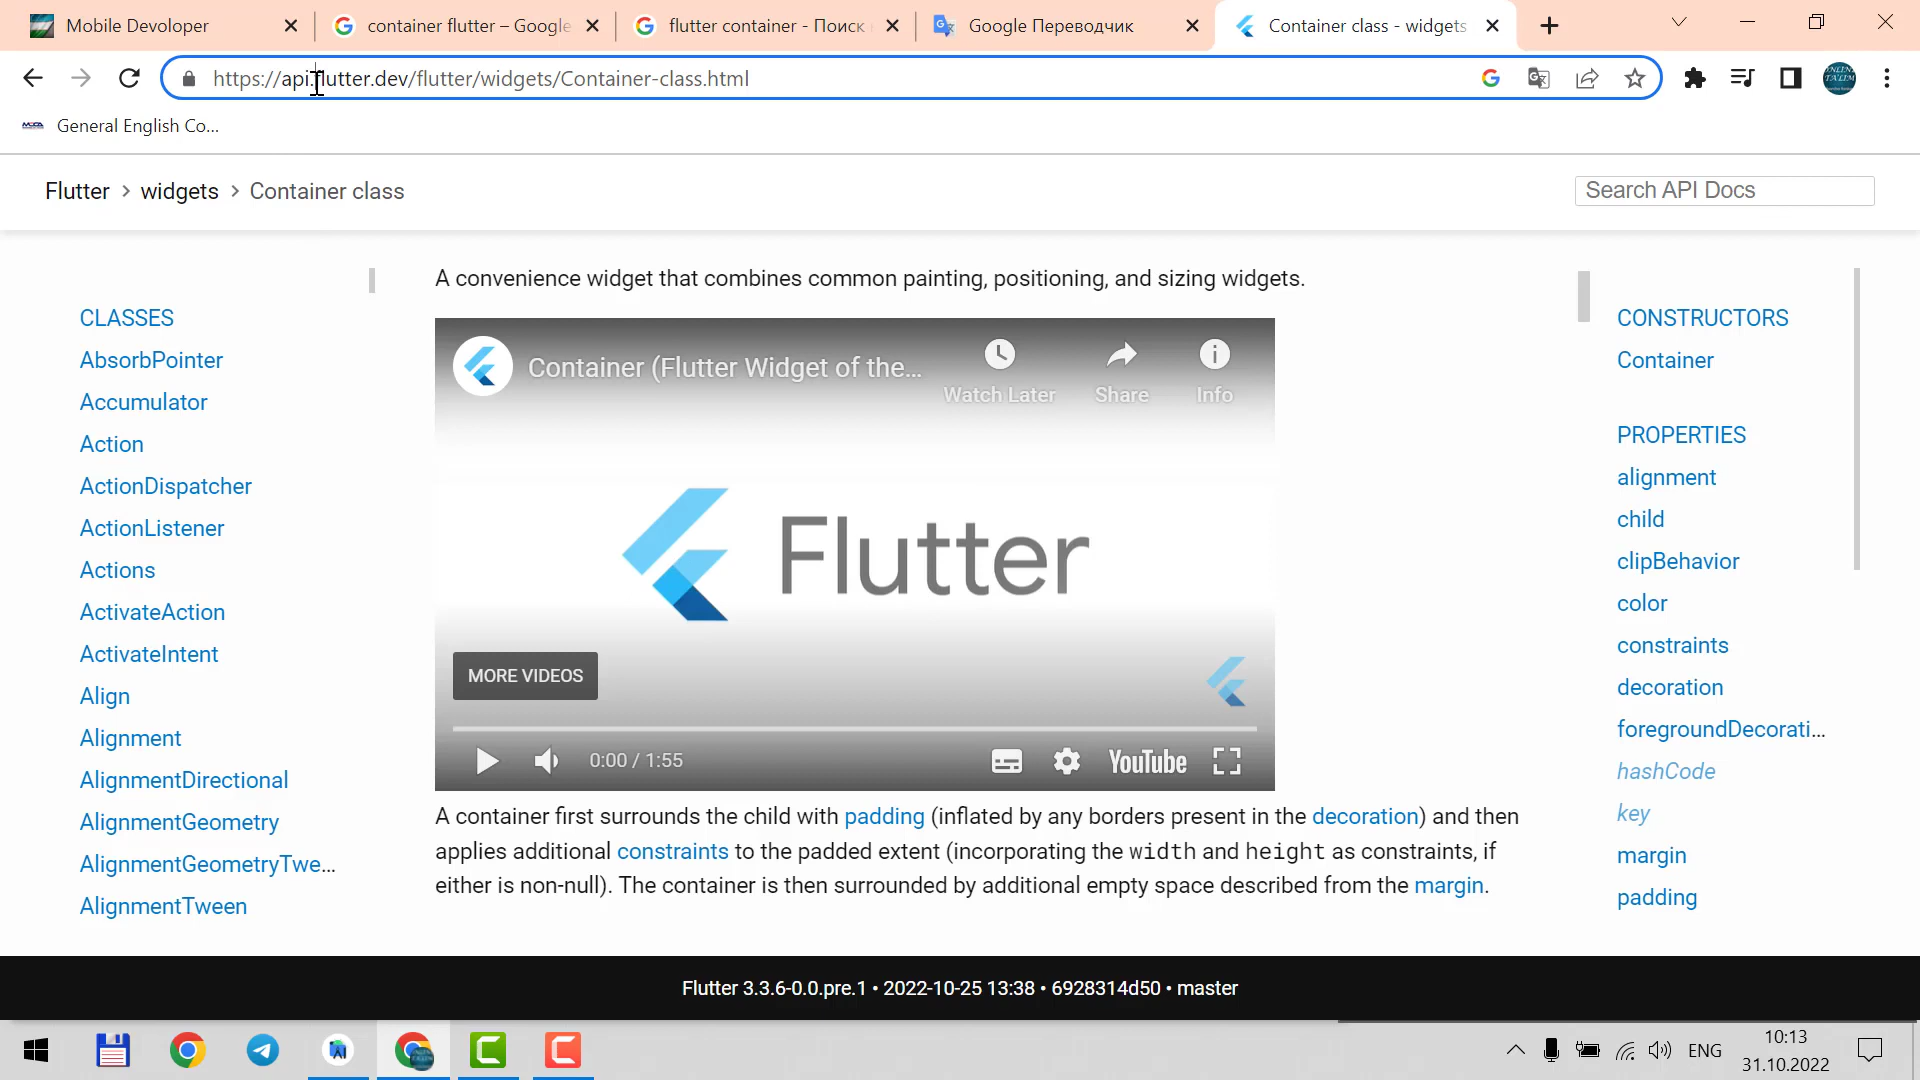 Mobile Devoloper
container flutter – Google
flutter container - Поиск
Google Переводчик
Container class - widgets
https://api.flutter.dev/flutter/widgets/Container-class.html
General English Co...
Flutter > widgets > Container class
Search API Docs
CLASSES
AbsorbPointer
Accumulator
Action
ActionDispatcher
ActionListener
Actions
ActivateAction
ActivateIntent
Align
Alignment
AlignmentDirectional
AlignmentGeometry
AlignmentGeometryTwe...
AlignmentTween
A convenience widget that combines common painting, positioning, and sizing widgets.
Container (Flutter Widget of the...
Watch Later
Share
Info
Flutter
MORE VIDEOS
0:00 / 1:55
YouTube
A container first surrounds the child with padding (inflated by any borders present in the decoration) and then
applies additional constraints to the padded extent (incorporating the width and height as constraints, if
either is non-null). The container is then surrounded by additional empty space described from the margin.
CONSTRUCTORS
Container
PROPERTIES
alignment
child
clipBehavior
color
constraints
decoration
foregroundDecorati...
hashCode
key
margin
padding
Flutter 3.3.6-0.0.pre.1 • 2022-10-25 13:38 • 6928314d50 • master
ENG
10:13
31.10.2022